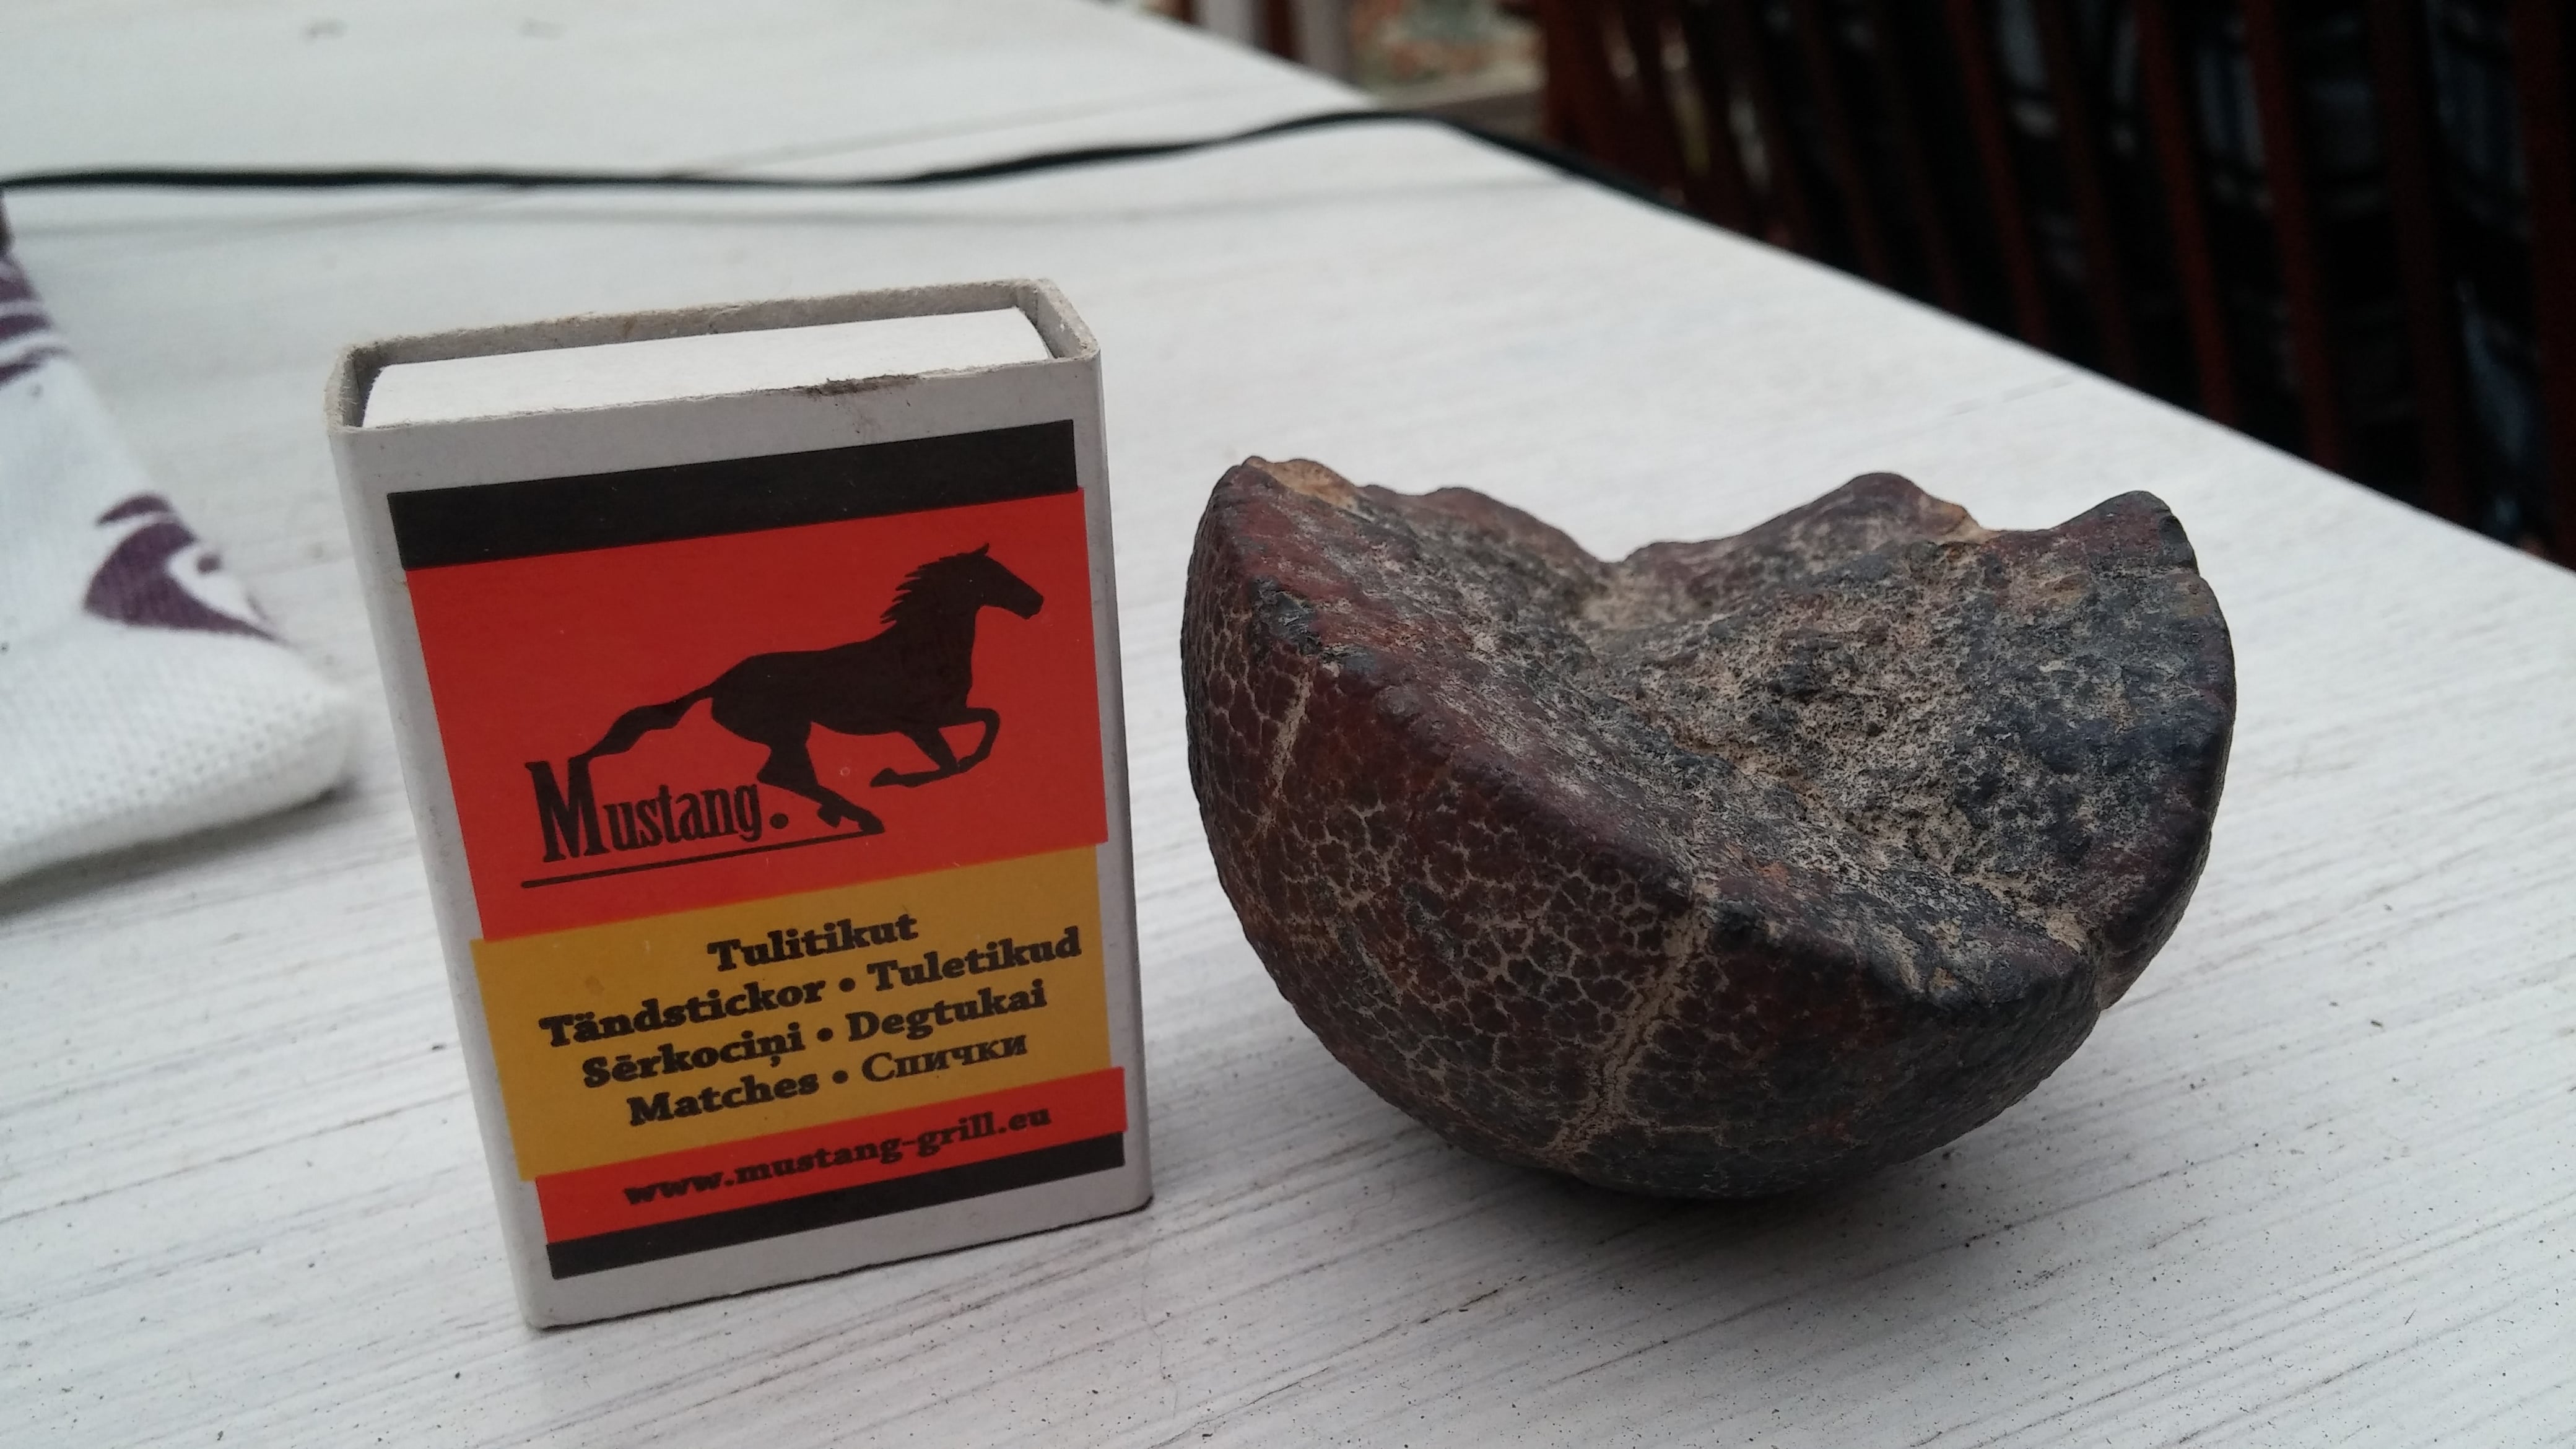 Mustang.
Tulitikut
Tändstickor • Tuletikud
Sērkociņi • Degtukai
Matches • Спички
www.mustang-grill.eu